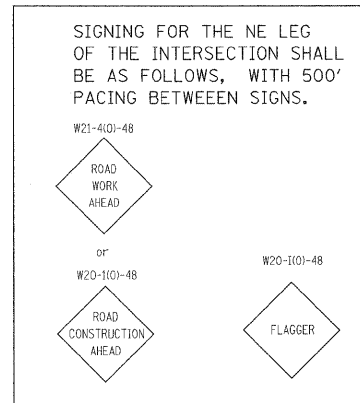 SIGNING FOR THE NE LEG
OF THE INTERSECTION SHALL
BE AS FOLLOWS, WITH 500'
PACING BETWEEEN SIGNS.
W21-4(O)-48
ROAD
WORK
AHEAD
or
W20-1(O)-48
ROAD
CONSTRUCTION
AHEAD
W20-I(O)-48
FLAGGER